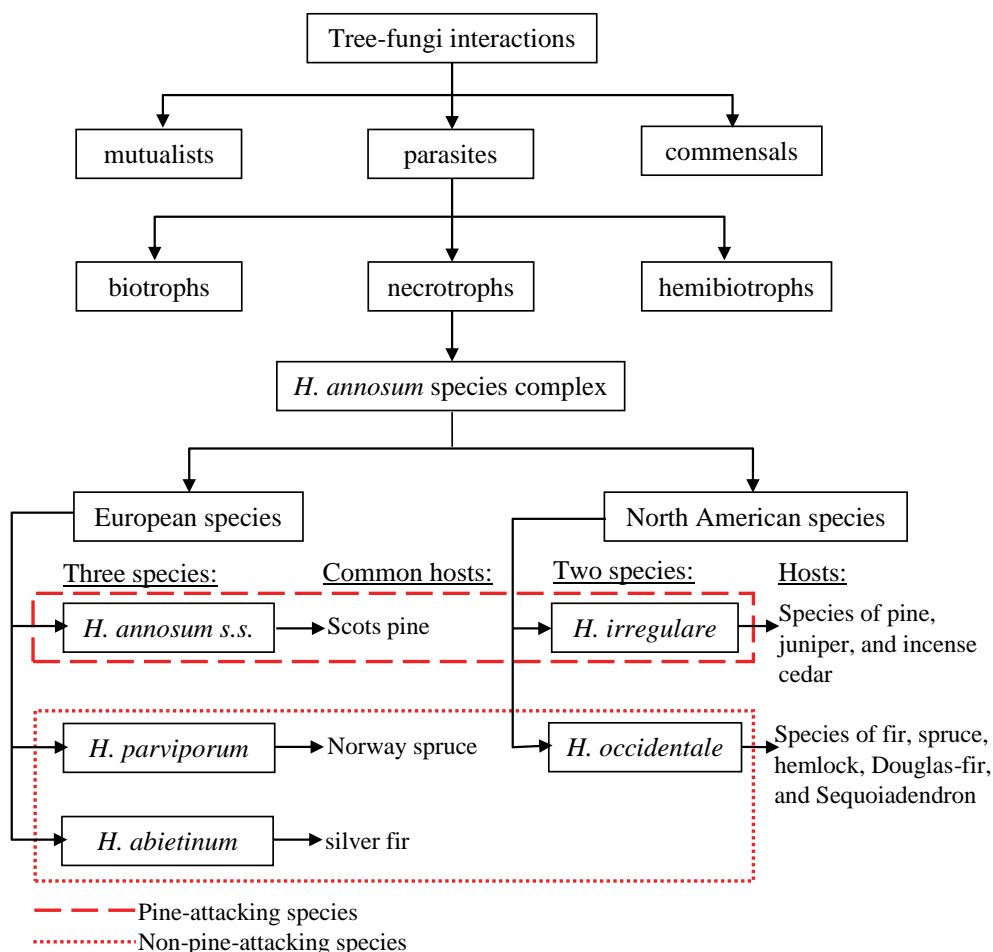 Tree-fungi interactions
mutualists
parasites
commensals
biotrophs
necrotrophs
hemibiotrophs
H. annosum species complex
European species
North American species
Three species:
Common hosts:
Two species:
Hosts:
H. annosum s.s.
Scots pine
H. irregulare
Species of pine,
juniper, and incense
cedar
H. parviporum
Norway spruce
H. occidentale
Species of fir, spruce,
hemlock, Douglas-fir,
and Sequoiadendron
H. abietinum
silver fir
Pine-attacking species
Non-pine-attacking species